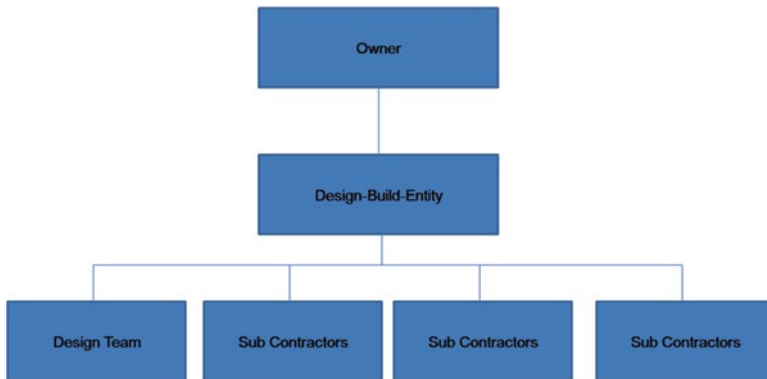 Owner
Design-Build-Entity
Design Team
Sub Contractors
Sub Contractors
Sub Contractors